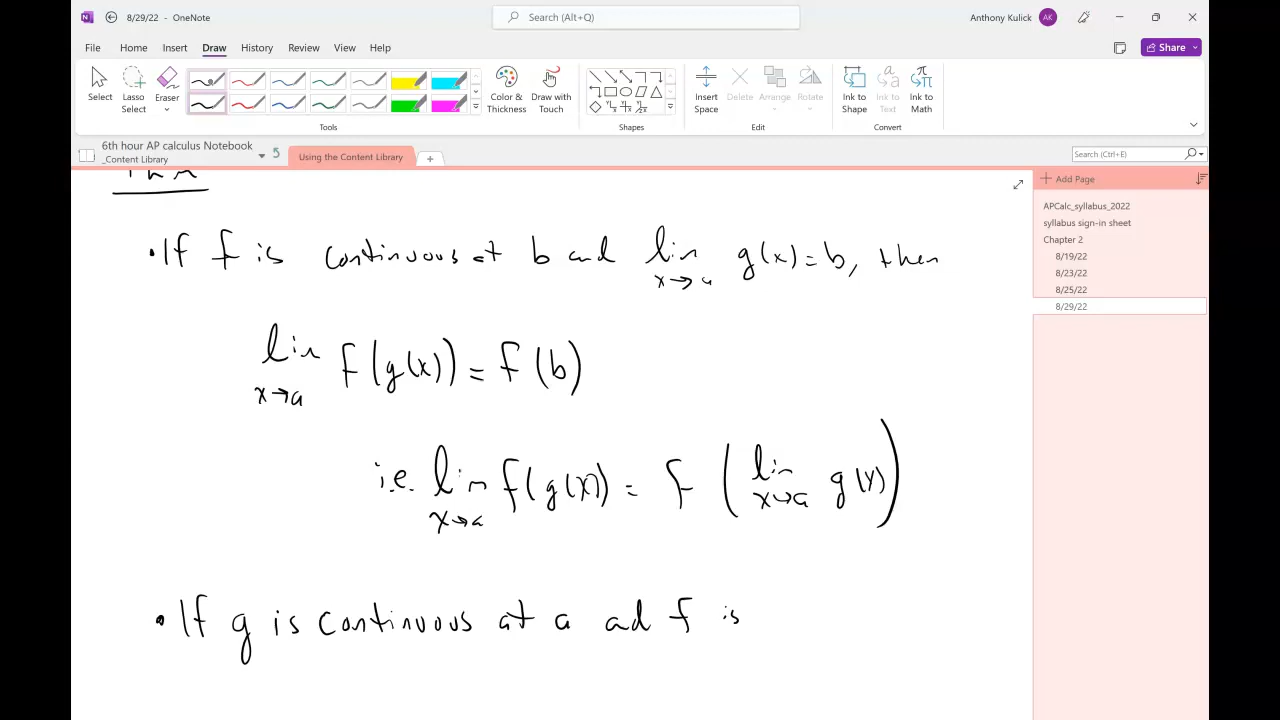 8/29/22 - OneNote
Search (Alt+Q)
Anthony Kulick AK
File Home Insert Draw History Review View Help
Share
Select Lasso Select Eraser
Color & Thickness
Draw with Touch
Insert Space
Delete Arrange Rotate
Ink to Shape
Ink to Text
Ink to Math
Tools Shapes Edit Convert
6th hour AP calculus Notebook
_Content Library
Using the Content Library
Search (Ctrl+E)
Add Page
APCalc_syllabus_2022
syllabus sign-in sheet
Chapter 2
8/19/22
8/23/22
8/25/22
8/29/22
• If f is continuous at b and lim x→a g(x) = b, then
lim x→a f(g(x)) = f(b)
i.e. lim x→a f(g(x)) = f(lim x→a g(x))
• If g is continuous at a ad f is